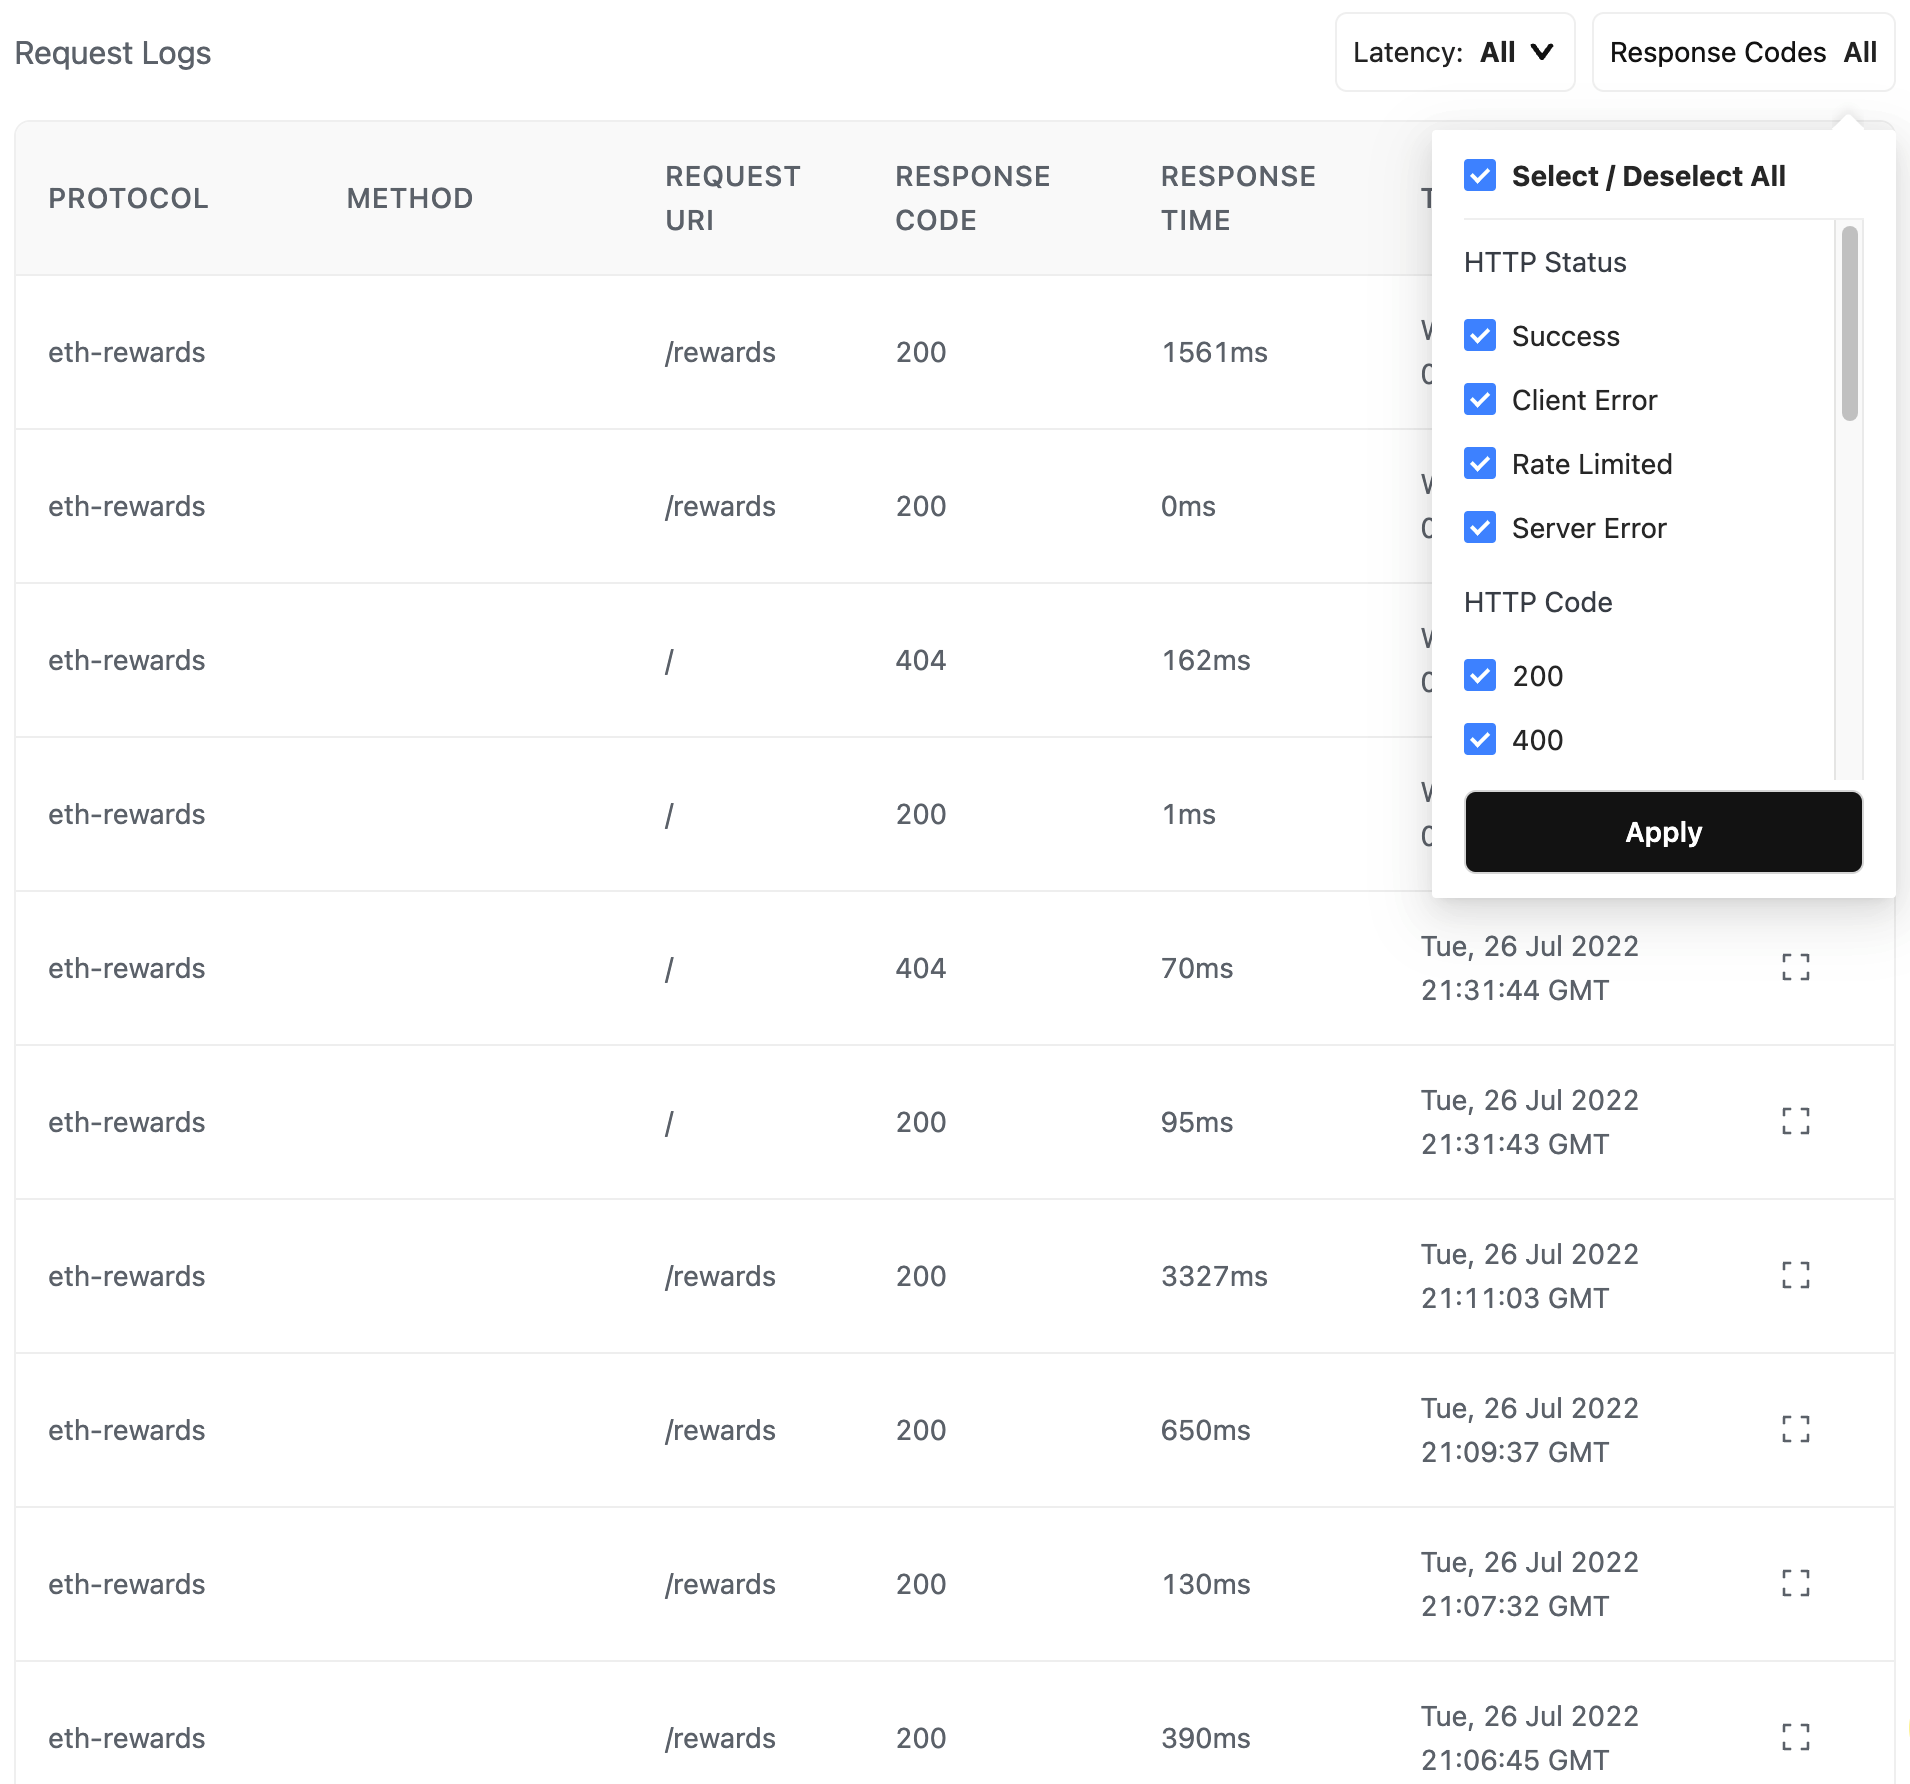 Request Logs
Latency: All
Response Codes All
PROTOCOL METHOD REQUEST URI RESPONSE CODE RESPONSE TIME
eth-rewards /rewards 200 1561ms
eth-rewards /rewards 200 0ms
eth-rewards / 404 162ms
eth-rewards / 200 1ms
eth-rewards / 404 70ms Tue, 26 Jul 2022 21:31:44 GMT
eth-rewards / 200 95ms Tue, 26 Jul 2022 21:31:43 GMT
eth-rewards /rewards 200 3327ms Tue, 26 Jul 2022 21:11:03 GMT
eth-rewards /rewards 200 650ms Tue, 26 Jul 2022 21:09:37 GMT
eth-rewards /rewards 200 130ms Tue, 26 Jul 2022 21:07:32 GMT
eth-rewards /rewards 200 390ms Tue, 26 Jul 2022 21:06:45 GMT
Select / Deselect All
HTTP Status
Success
Client Error
Rate Limited
Server Error
HTTP Code
200
400
Apply